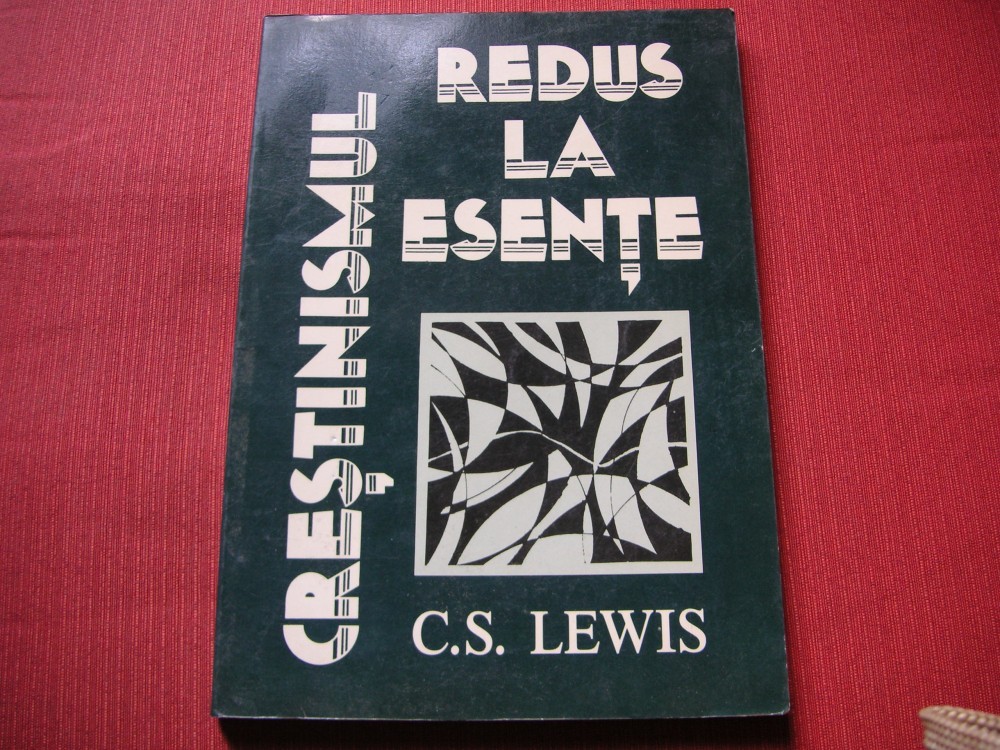 CREȘTINISMUL
REDUS
LA
ESENȚE
C.S. LEWIS